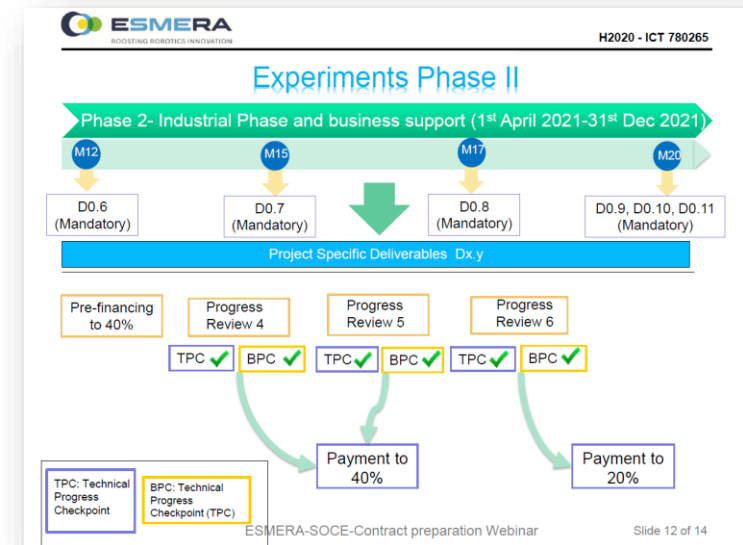 ESMERA
BOOSTING ROBOTICS INNOVATION
H2020 - ICT 780265
Experiments Phase II
Phase 2- Industrial Phase and business support (1st April 2021-31st Dec 2021)
M12
M15
M17
M20
D0.6
(Mandatory)
D0.7
(Mandatory)
D0.8
(Mandatory)
D0.9, D0.10, D0.11
(Mandatory)
Project Specific Deliverables Dx.y
Pre-financing
to 40%
Progress
Review 4
Progress
Review 5
Progress
Review 6
TPC
BPC
TPC
BPC
TPC
BPC
Payment to
40%
Payment to
20%
TPC: Technical
Progress
Checkpoint
BPC: Technical
Progress
Checkpoint (TPC)
ESMERA-SOCE-Contract preparation Webinar
Slide 12 of 14